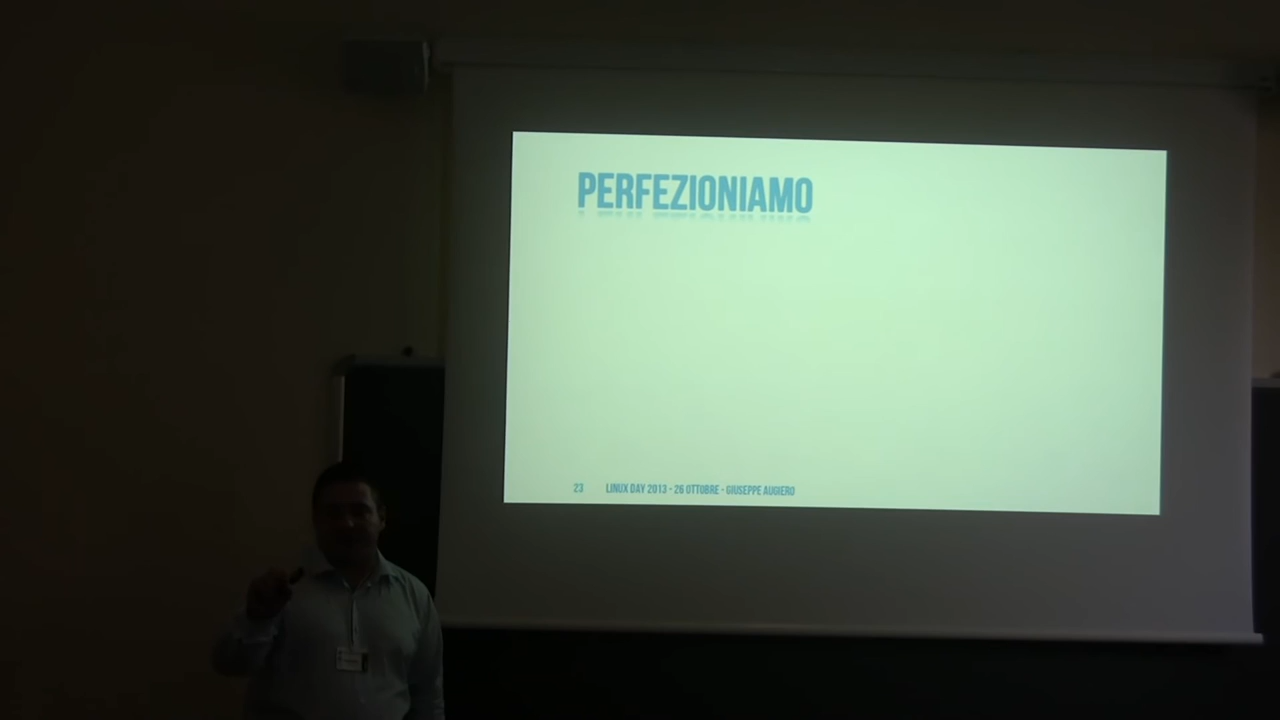 PERFEZIONIAMO
23 LINUX DAY 2013 - 26 OTTOBRE - GIUSEPPE AUGIERO